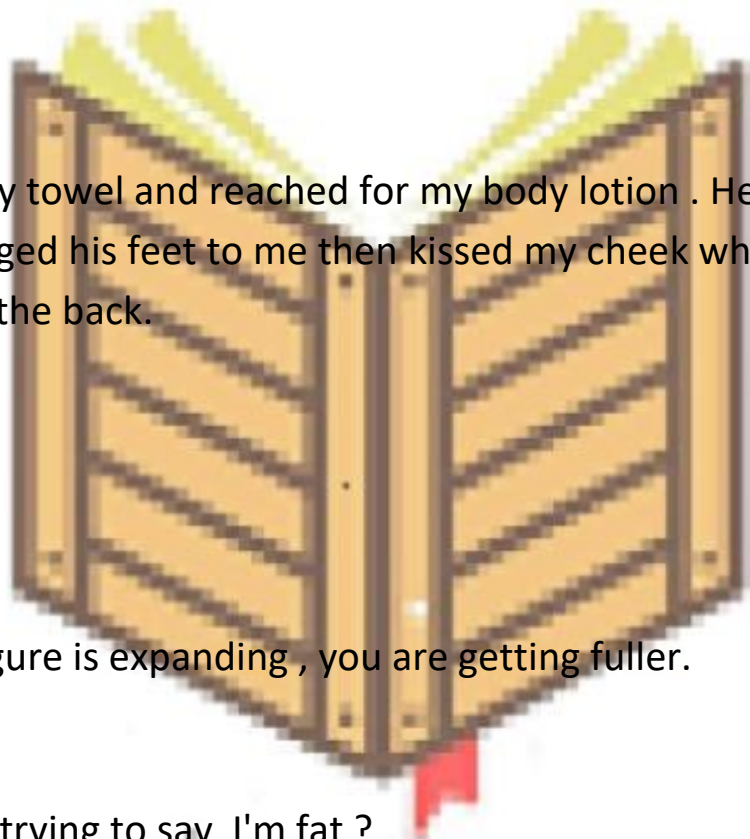 y towel and reached for my body lotion . He
ged his feet to me then kissed my cheek wh
the back.
gure is expanding , you are getting fuller.
trying to say I'm fat ?